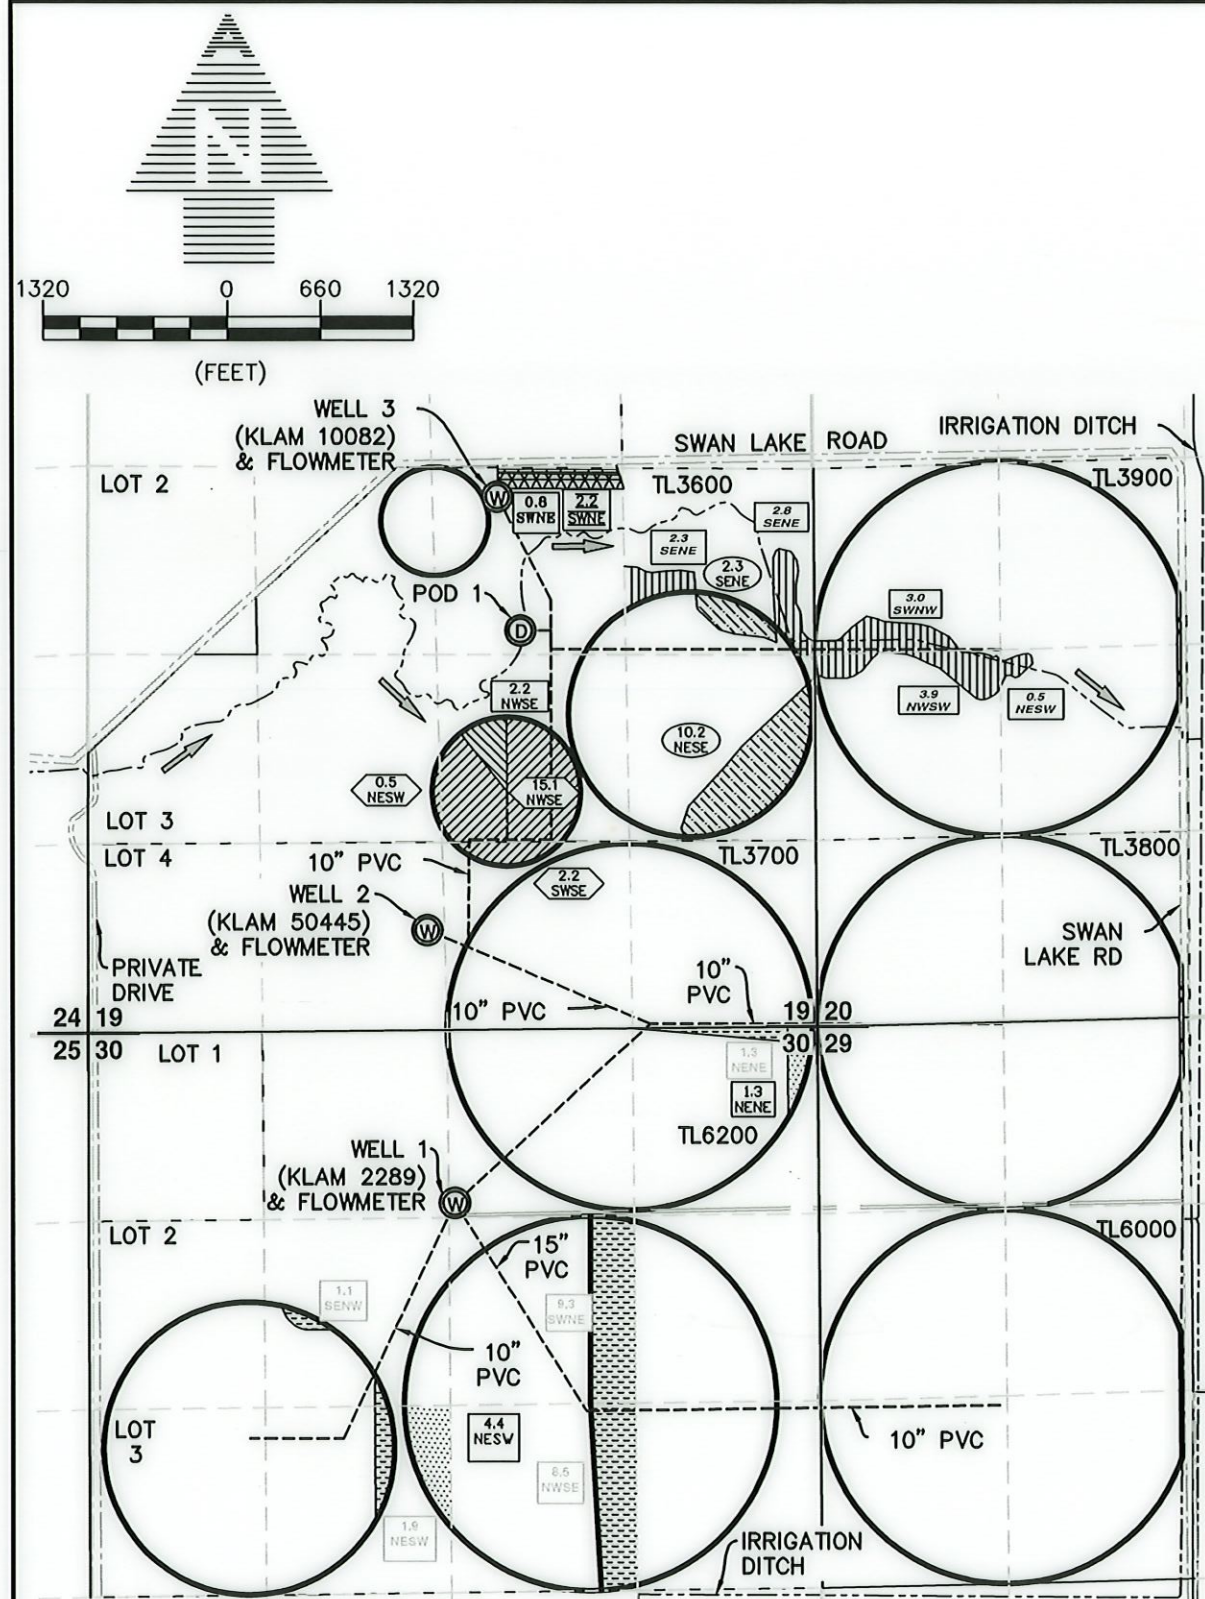 N
1320 0 660 1320
(FEET)
WELL 3
(KLAM 10082)
& FLOWMETER
SWAN LAKE ROAD
IRRIGATION DITCH
LOT 2
TL3600
TL3900
0.8
SWNE
2.2
SWNE
2.8
SENE
2.3
SENE
2.3
SENE
W
POD 1
D
3.0
SWNW
2.2
NWSE
3.9
NWSW
0.5
NESW
10.2
NESE
0.5
NESW
15.1
NWSE
LOT 3
LOT 4
10" PVC
TL3700
TL3800
2.2
SWSE
WELL 2
(KLAM 50445)
& FLOWMETER
W
SWAN
LAKE RD
PRIVATE
DRIVE
10"
PVC
10" PVC
24 19
19 20
25 30
LOT 1
30 29
1.3
NENE
1.3
NENE
TL6200
WELL 1
(KLAM 2289)
& FLOWMETER
W
LOT 2
TL6000
15"
PVC
1.1
SENW
9.3
SWNE
10"
PVC
LOT
3
4.4
NESW
10" PVC
8.5
NWSE
1.9
NESW
IRRIGATION
DITCH